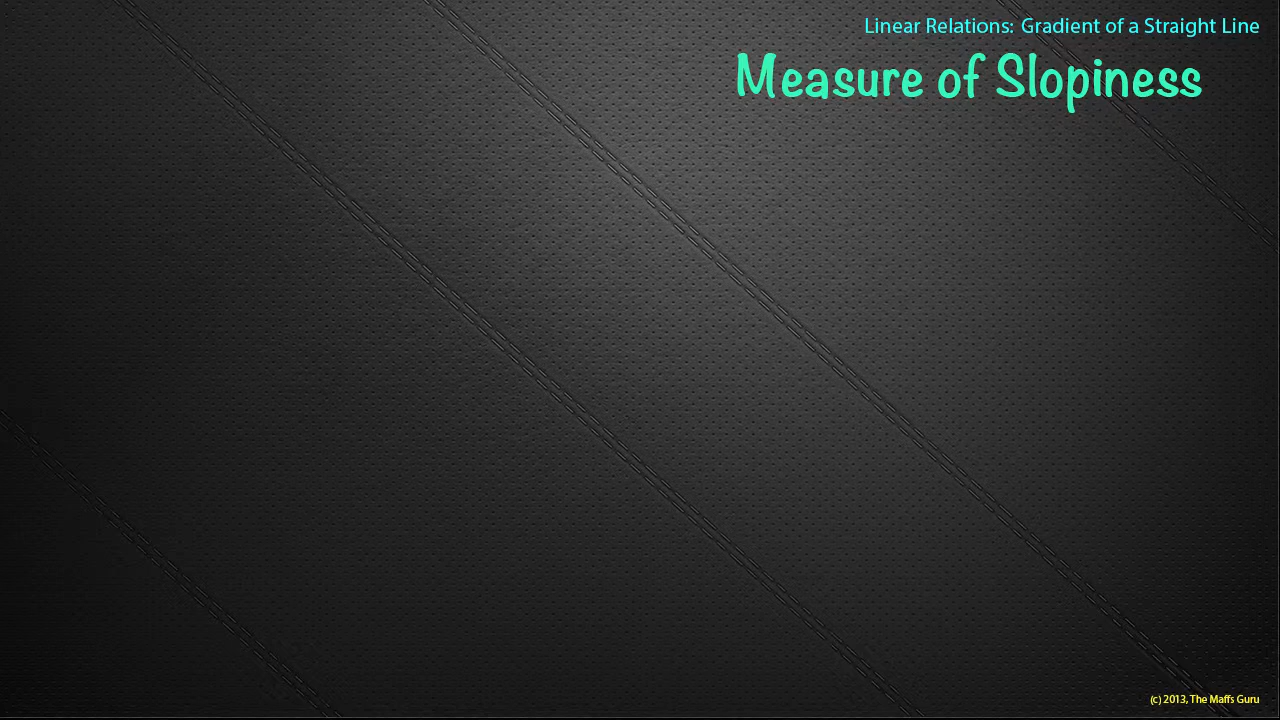 Linear Relations: Gradient of a Straight Line
Measure of Slopiness
(c) 2013, The Maffs Guru